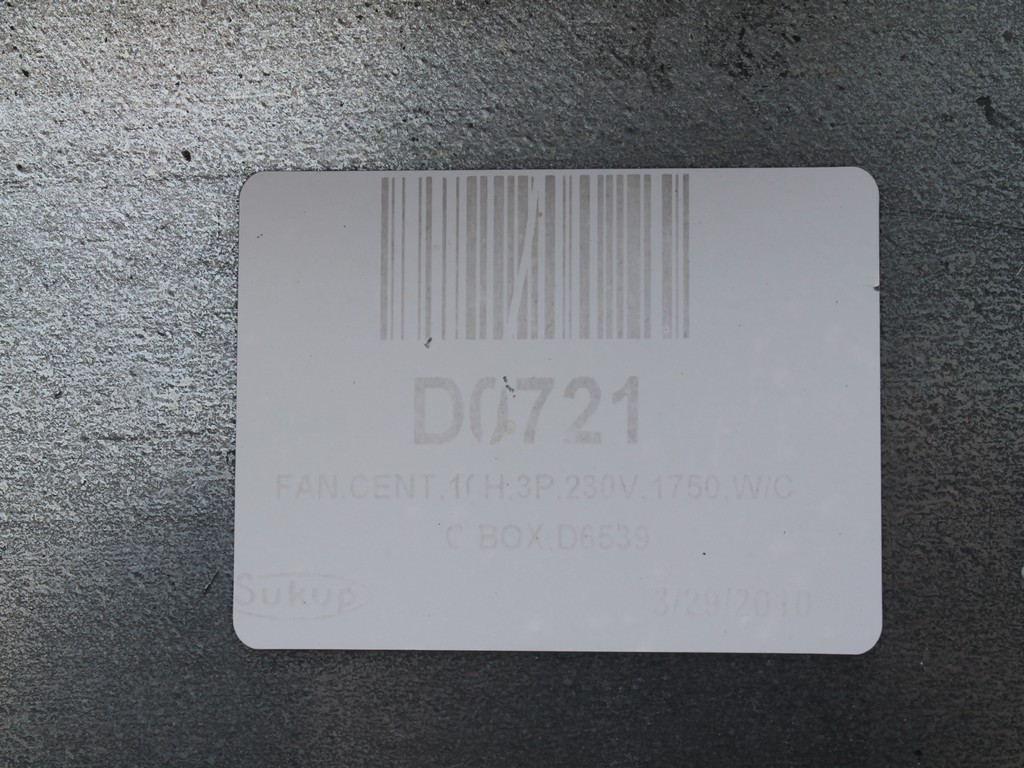 D0721
FAN.CENT.10H.3P.230V.1750.W/C
C BOX.D6539
Sukup
3/29/2010